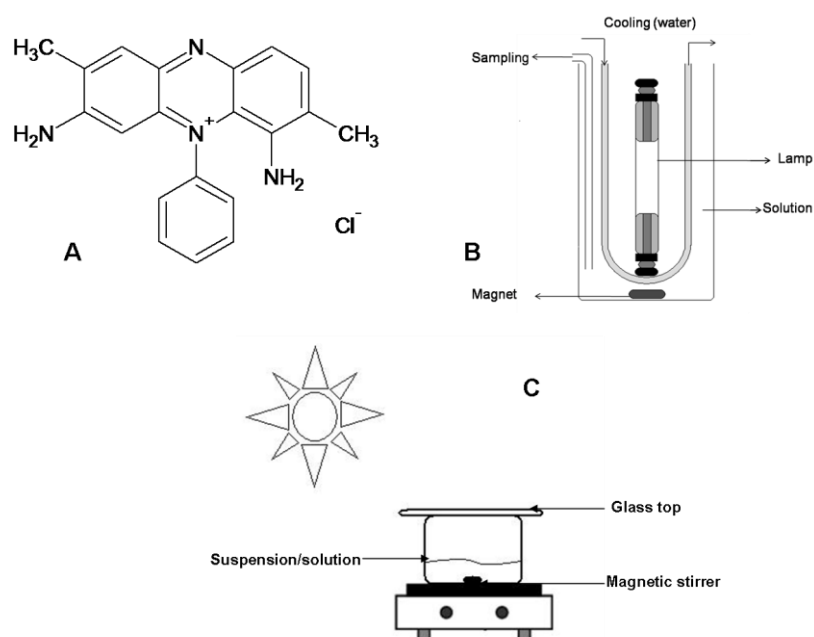 N
H₃C
H₂N
N⁺
CH₃
NH₂
Cl⁻
A
Cooling (water)
Sampling
Lamp
Solution
B
Magnet
C
Glass top
Suspension/solution
Magnetic stirrer